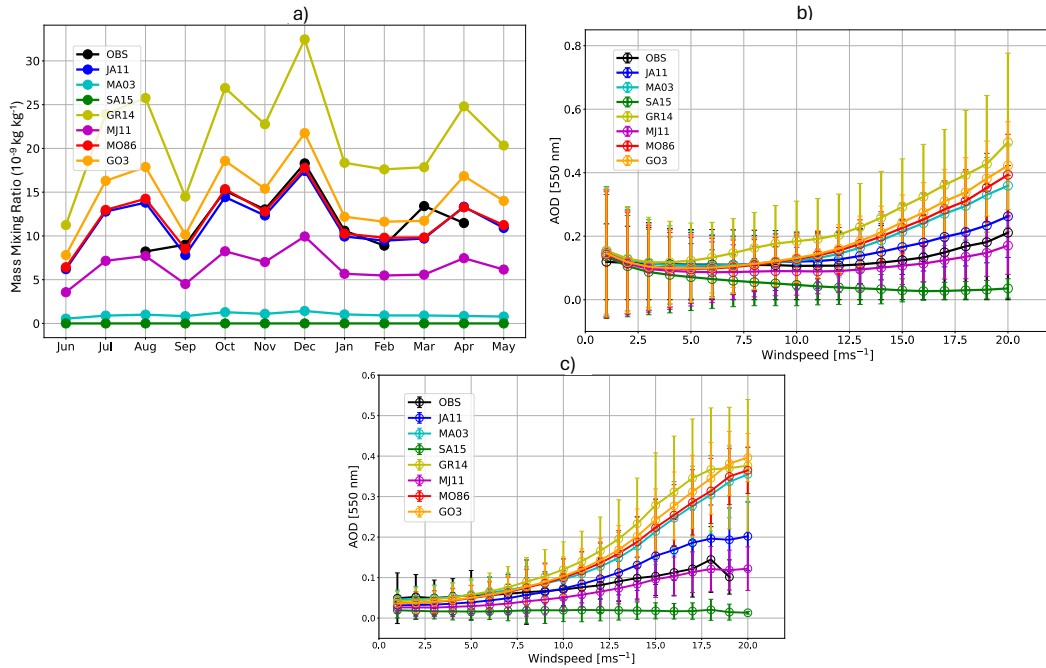 a)
Mass Mixing Ratio (10⁻⁹ kg kg⁻¹)
30
25
20
15
10
5
0
OBS
JA11
MA03
SA15
GR14
MJ11
MO86
GO3
Jun Jul Aug Sep Oct Nov Dec Jan Feb Mar Apr May
b)
AOD [550 nm]
0.8
0.6
0.4
0.2
0.0
OBS
JA11
MA03
SA15
GR14
MJ11
MO86
GO3
0.0 2.5 5.0 7.5 10.0 12.5 15.0 17.5 20.0
Windspeed [ms⁻¹]
c)
AOD [550 nm]
0.6
0.5
0.4
0.3
0.2
0.1
0.0
OBS
JA11
MA03
SA15
GR14
MJ11
MO86
GO3
0.0 2.5 5.0 7.5 10.0 12.5 15.0 17.5 20.0
Windspeed [ms⁻¹]